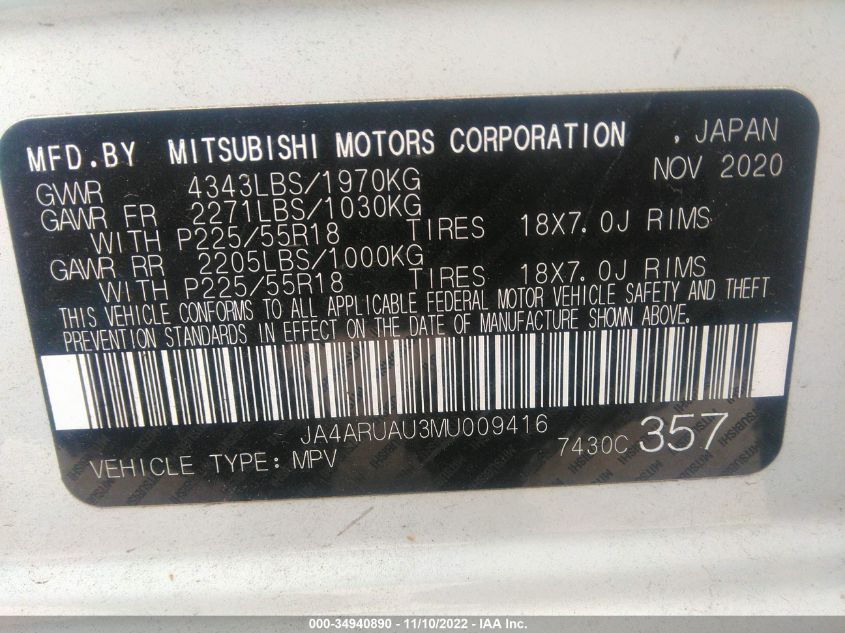 MFD.BY MITSUBISHI MOTORS CORPORATION , JAPAN
NOV 2020
GVWR 4343LBS/1970KG
GAWR FR 2271LBS/1030KG
WITH P225/55R18 TIRES 18X7.0J RIMS
GAWR RR 2205LBS/1000KG
WITH P225/55R18 TIRES 18X7.0J RIMS
THIS VEHICLE CONFORMS TO ALL APPLICABLE FEDERAL MOTOR VEHICLE SAFETY AND THEFT
PREVENTION STANDARDS IN EFFECT ON THE DATE OF MANUFACTURE SHOWN ABOVE.
JA4ARUAU3MU009416
7430C 357
VEHICLE TYPE: MPV
000-34940890 - 11/10/2022 - IAA Inc.